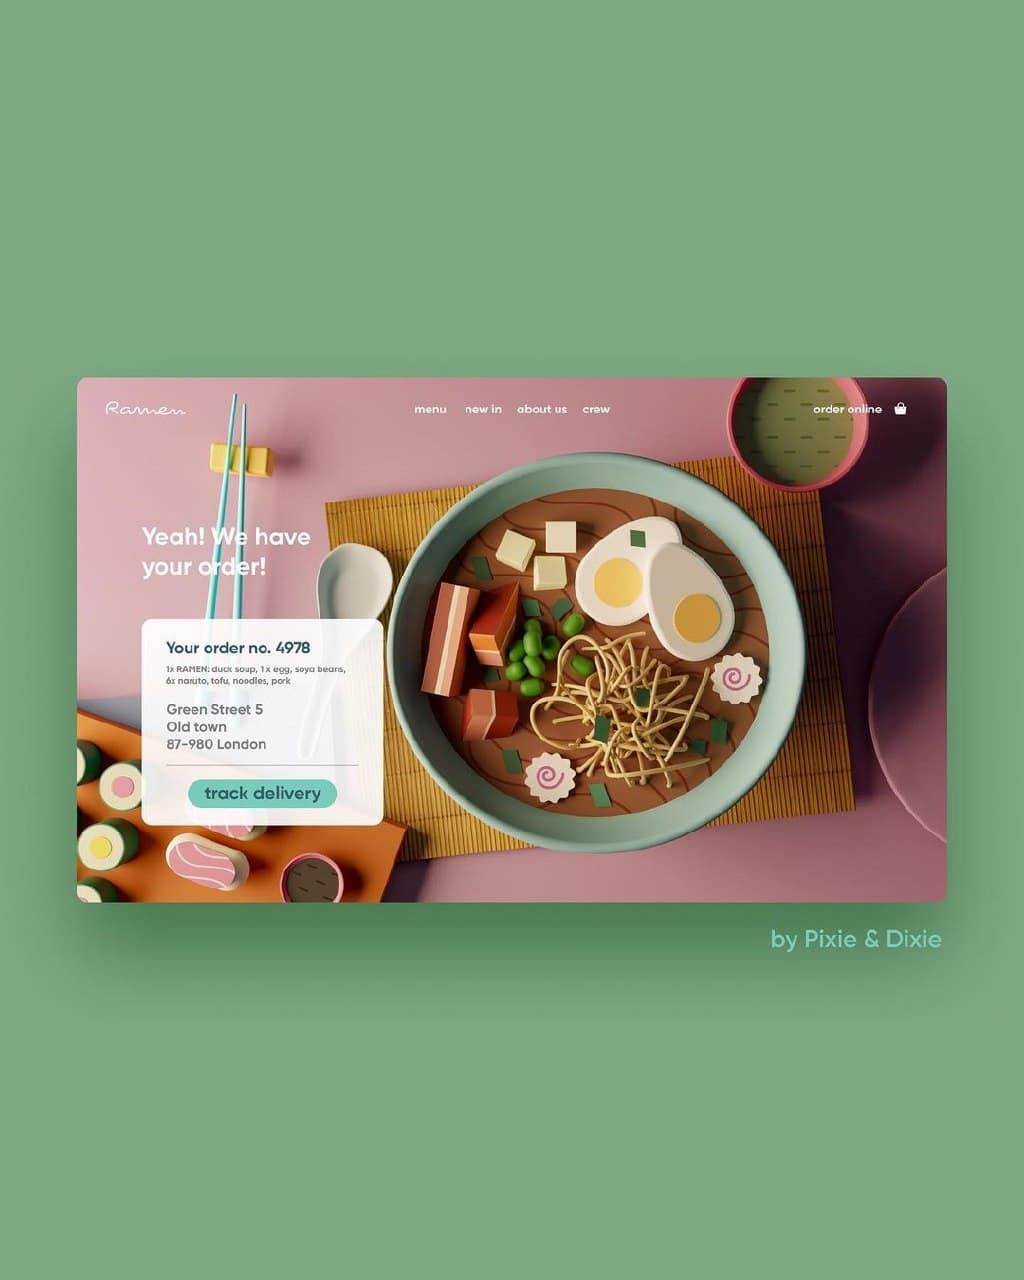 Ramen
menu new in about us crew
order online
Yeah! We have
your order!
Your order no. 4978
1x RAMEN: duck soup, 1x egg, soya beans,
6x naruto, tofu, noodles, pork
Green Street 5
Old town
87-980 London
track delivery
by Pixie & Dixie